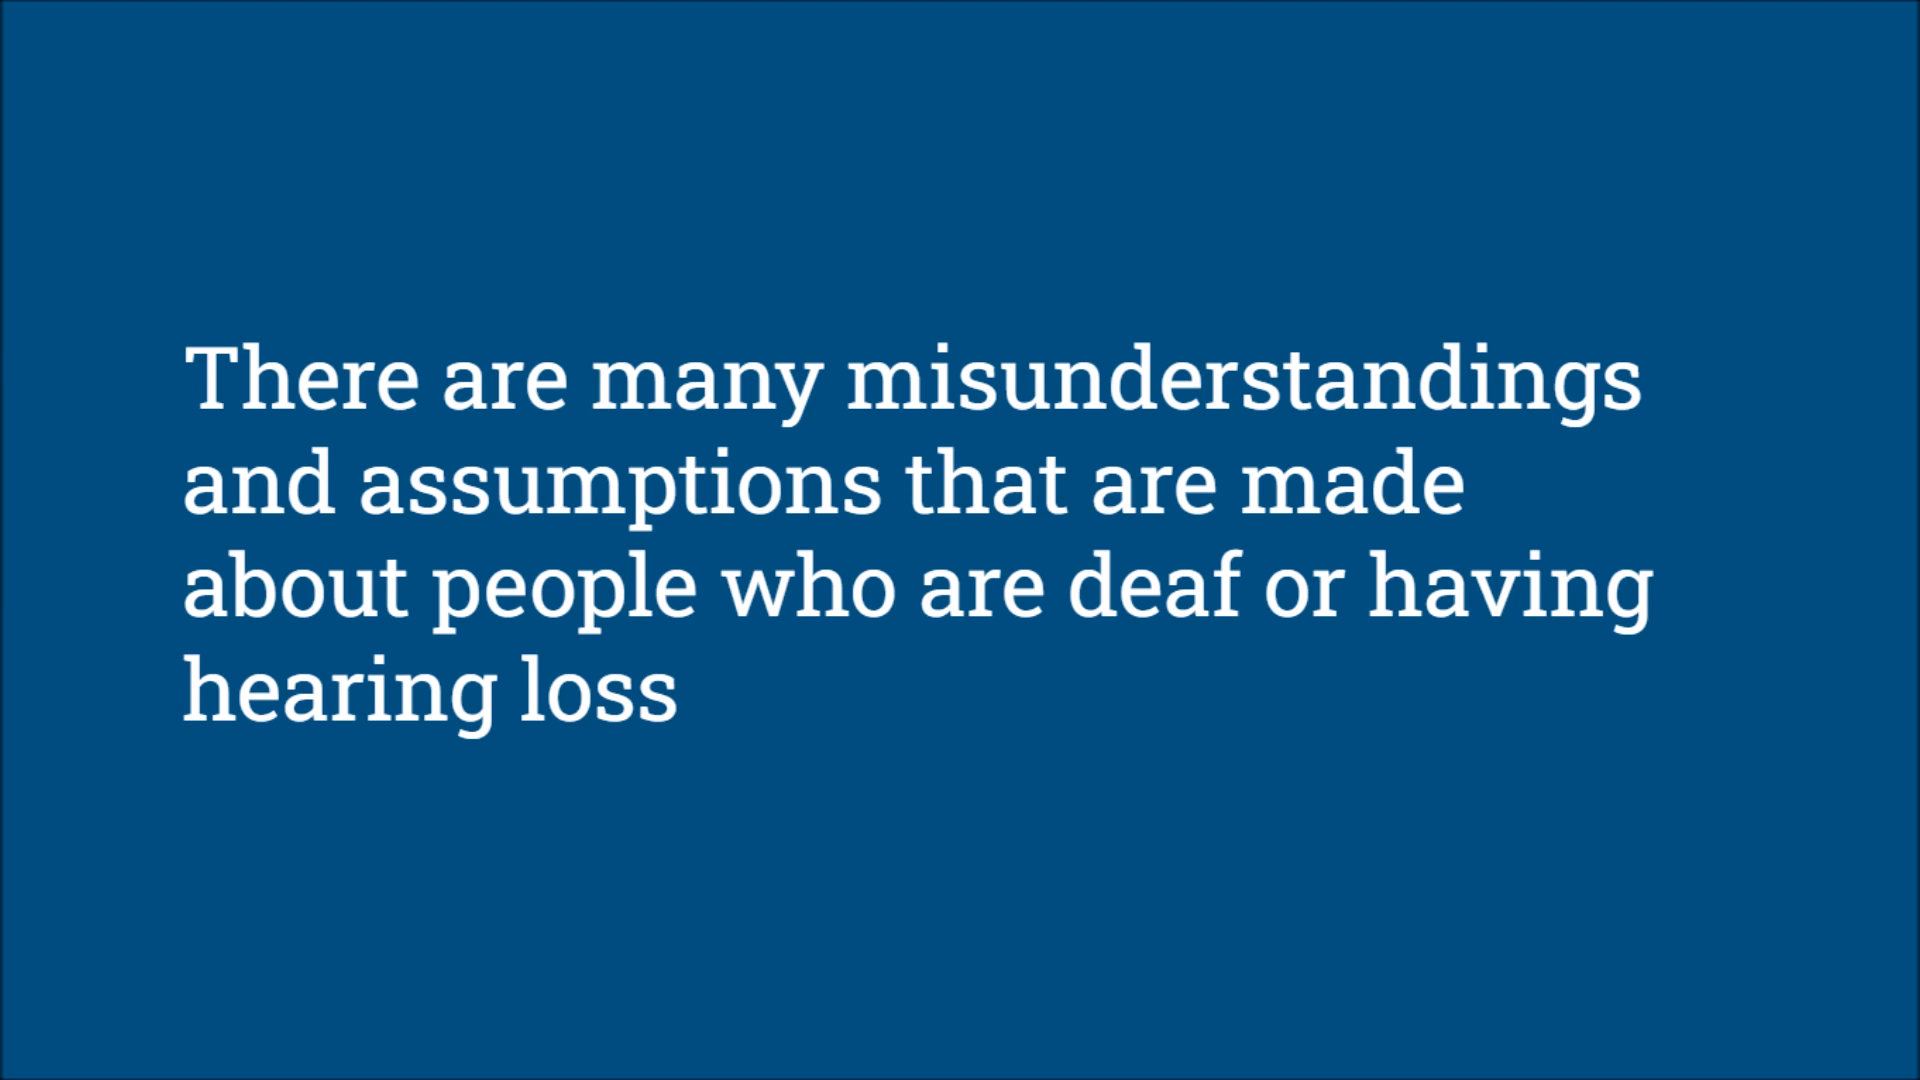 There are many misunderstandings
and assumptions that are made
about people who are deaf or having
hearing loss